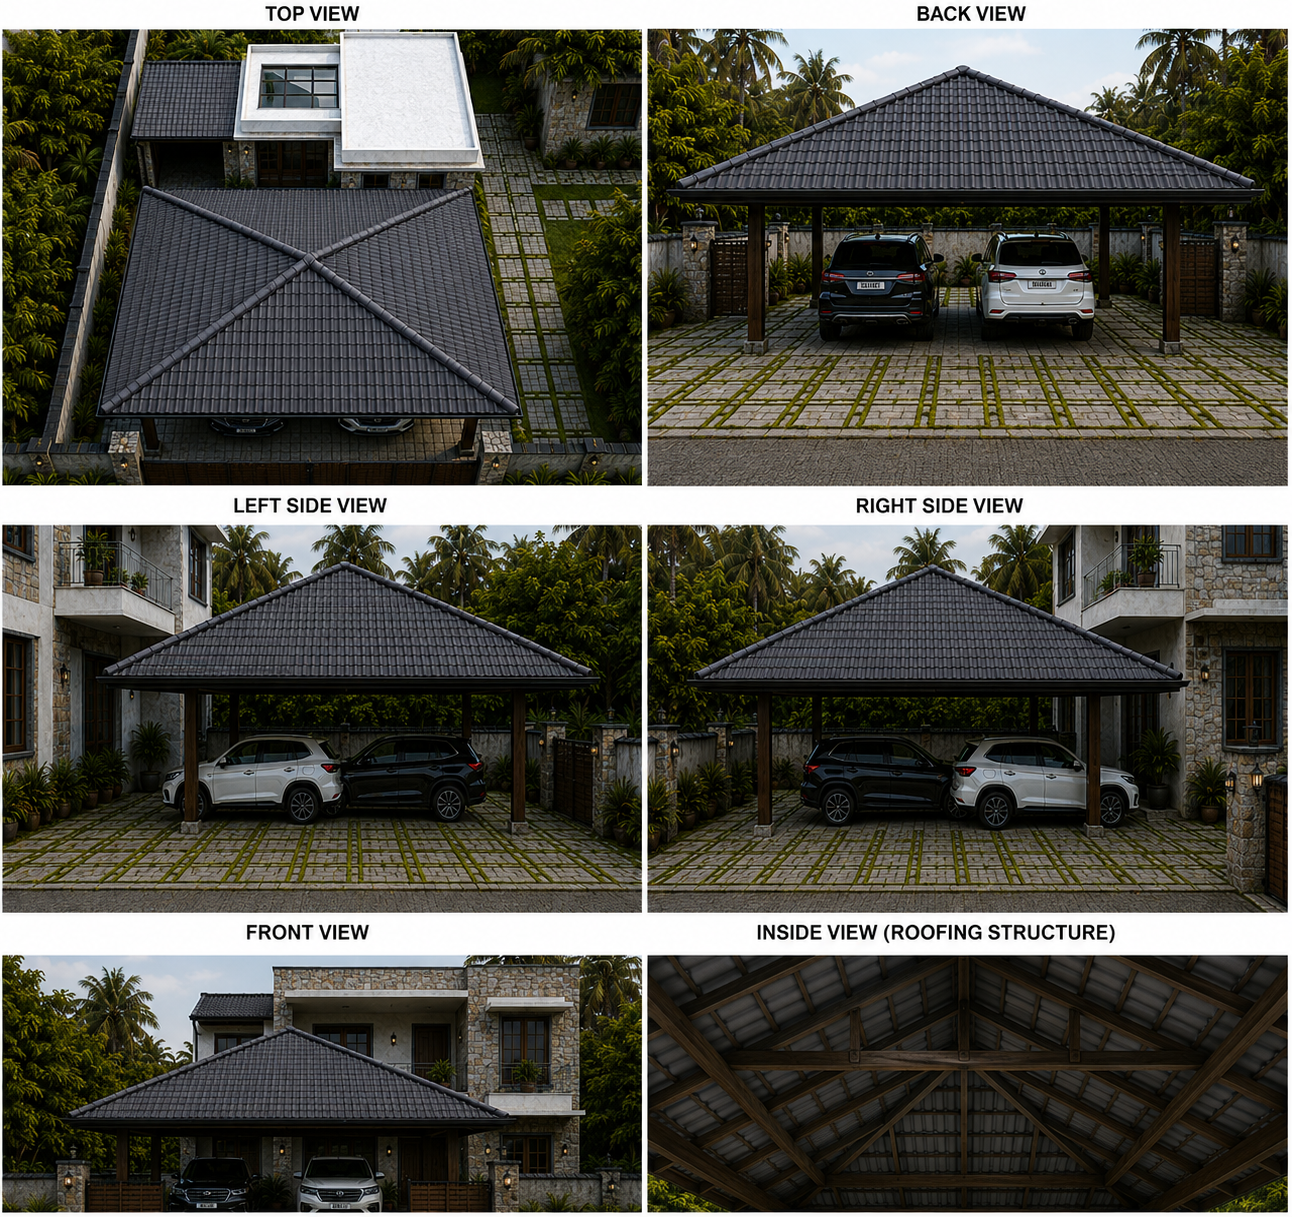 TOP VIEW
BACK VIEW
LEFT SIDE VIEW
RIGHT SIDE VIEW
FRONT VIEW
INSIDE VIEW (ROOFING STRUCTURE)